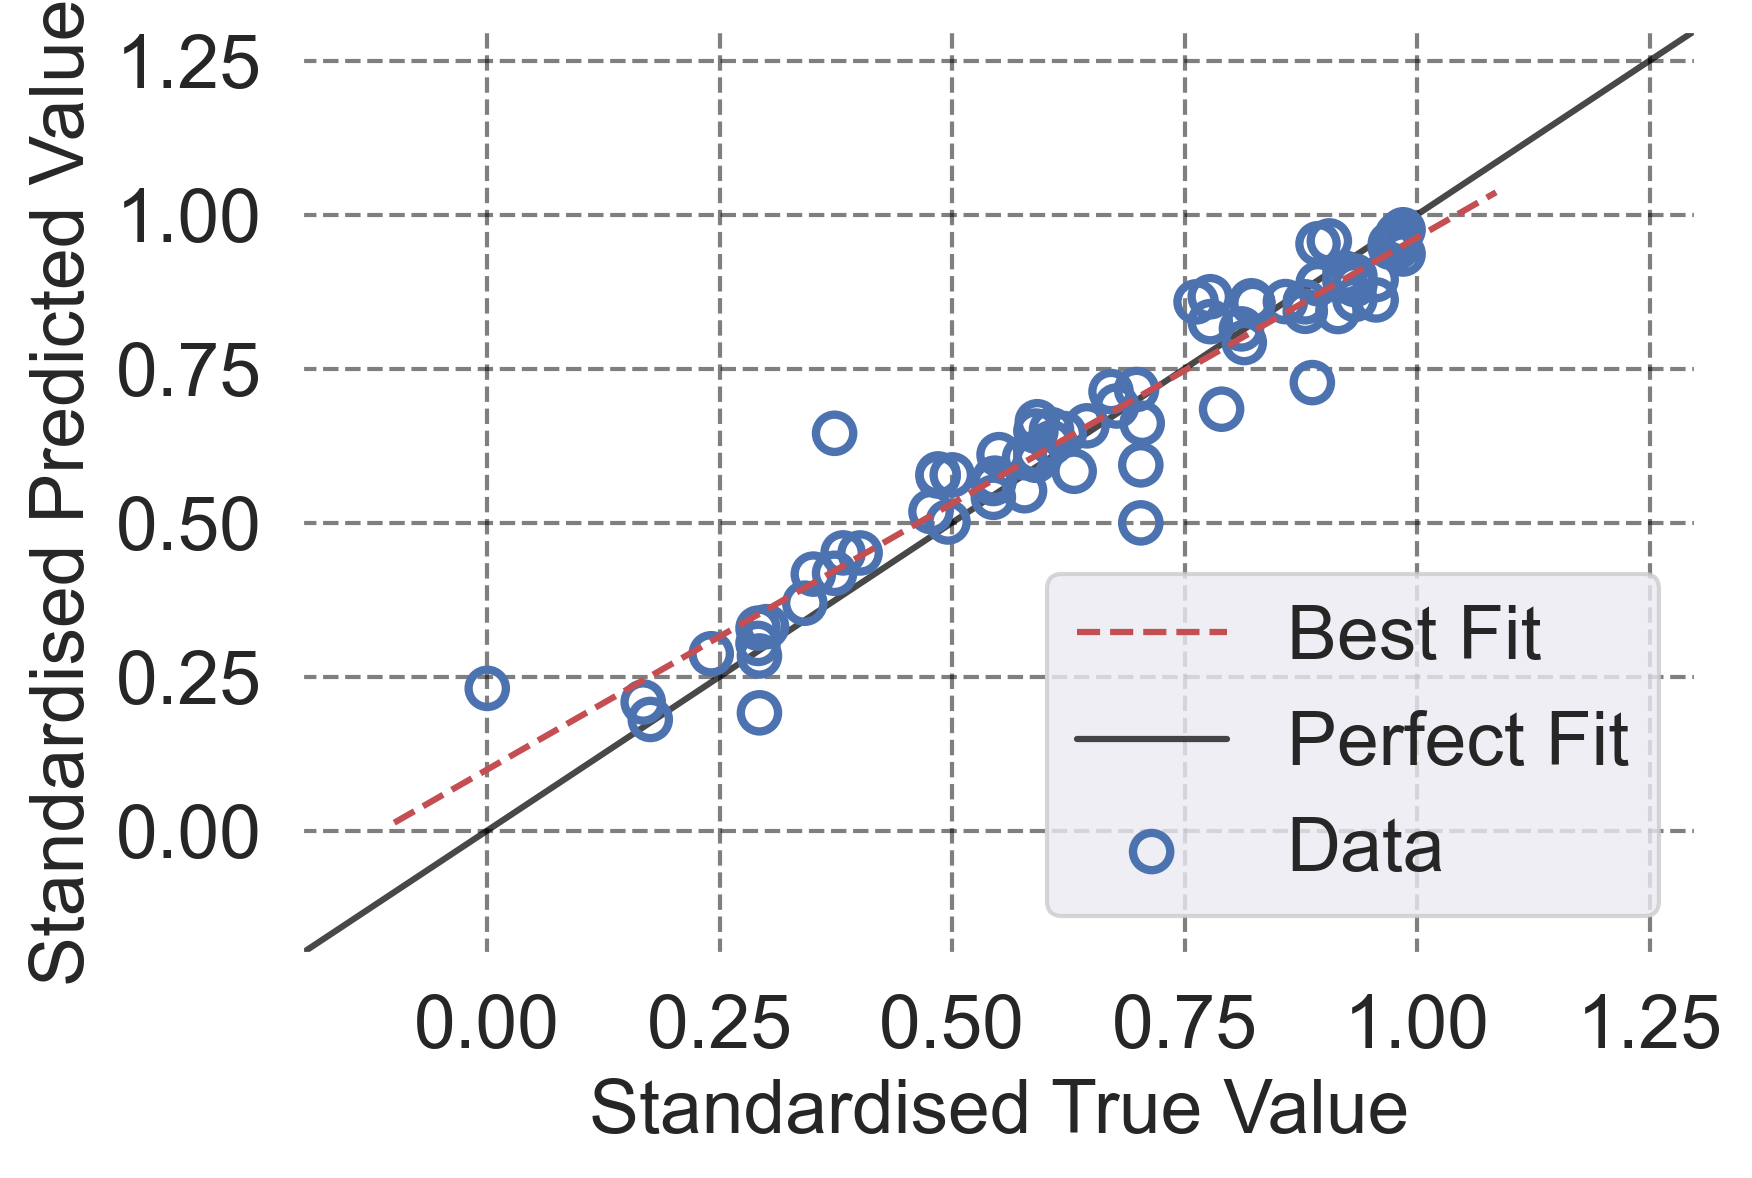 Standardised Predicted Value
1.25
1.00
0.75
0.50
0.25
0.00
Best Fit
Perfect Fit
Data
0.00 0.25 0.50 0.75 1.00 1.25
Standardised True Value